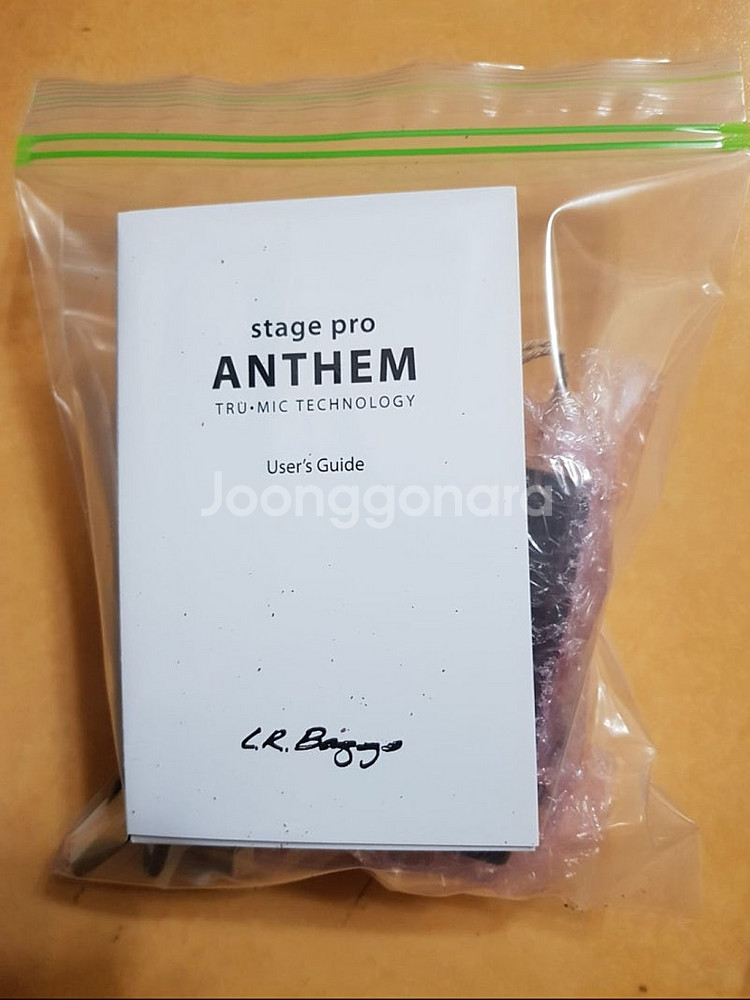 stage pro
ANTHEM
TRU•MIC TECHNOLOGY
User's Guide
Joonggonara
L.R. Baggs